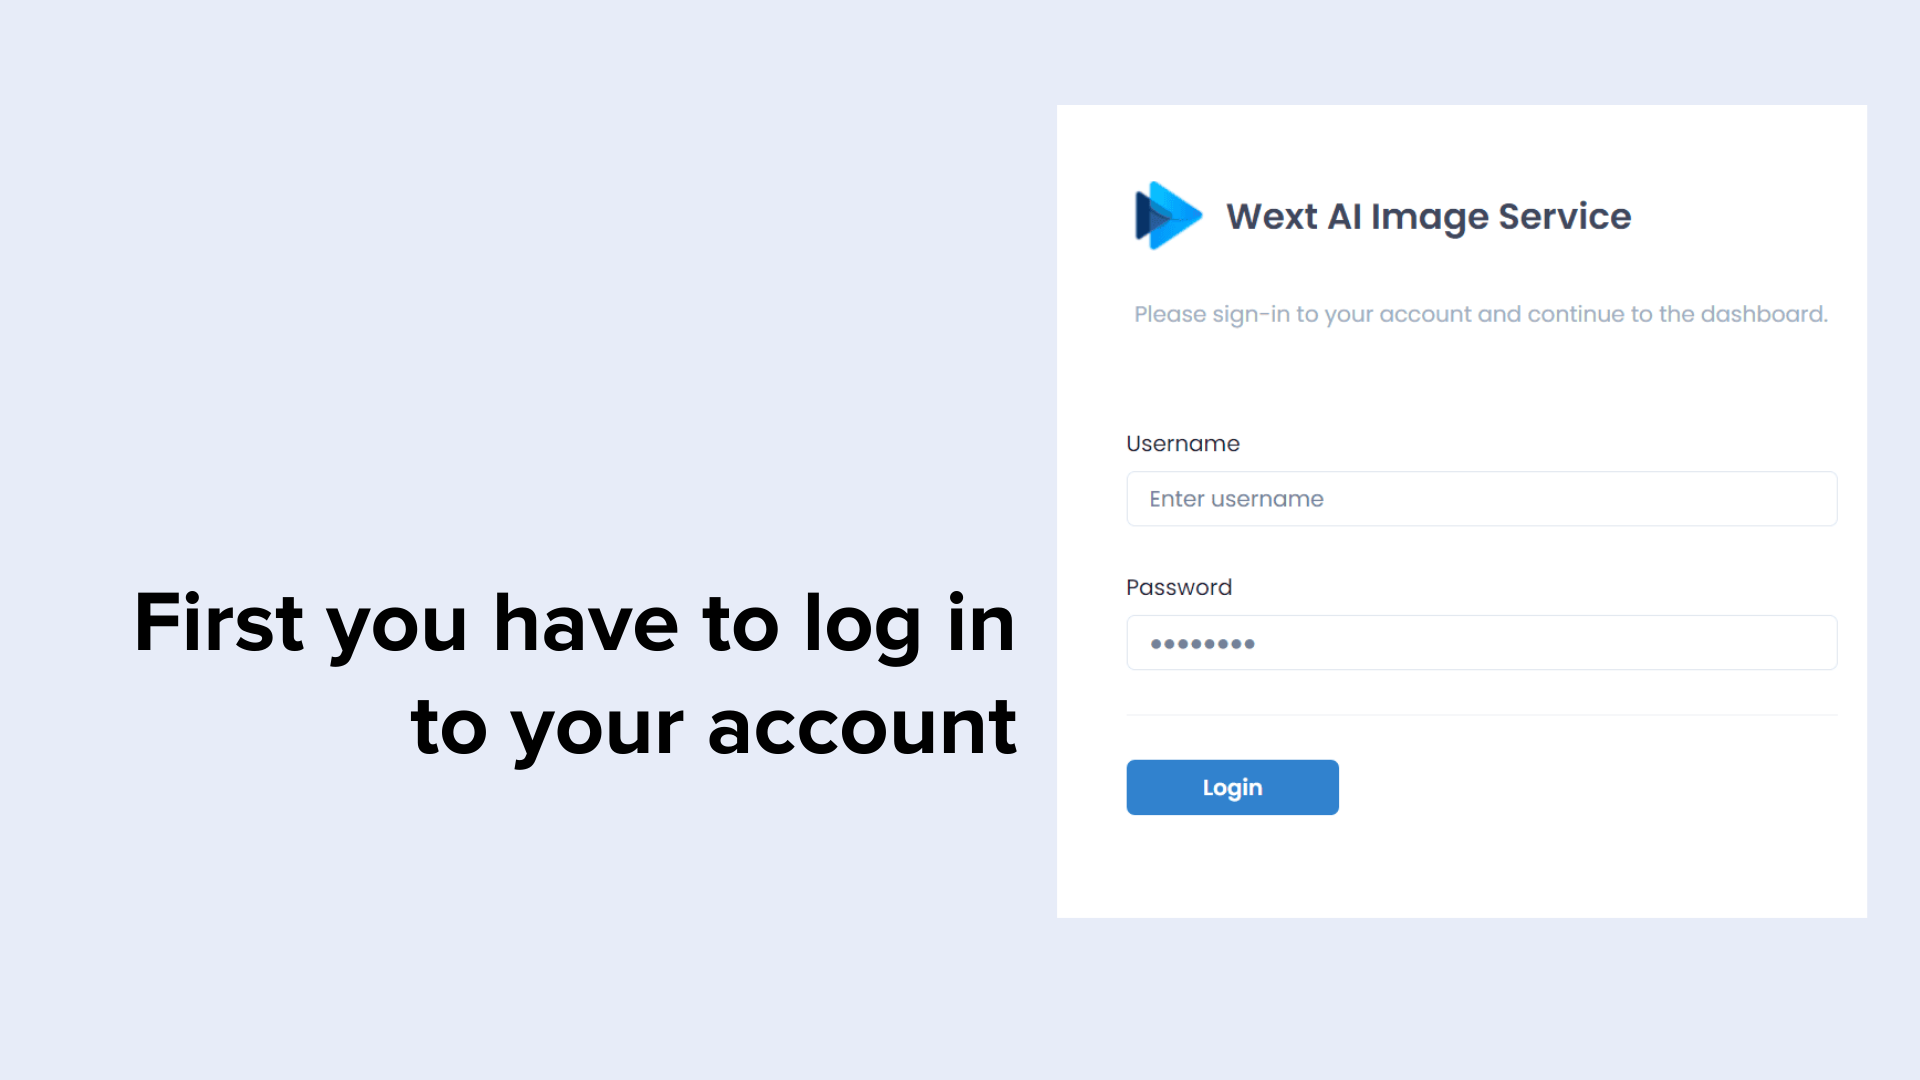 First you have to log in
to your account
Wext AI Image Service
Please sign-in to your account and continue to the dashboard.
Username
Enter username
Password
••••••••
Login